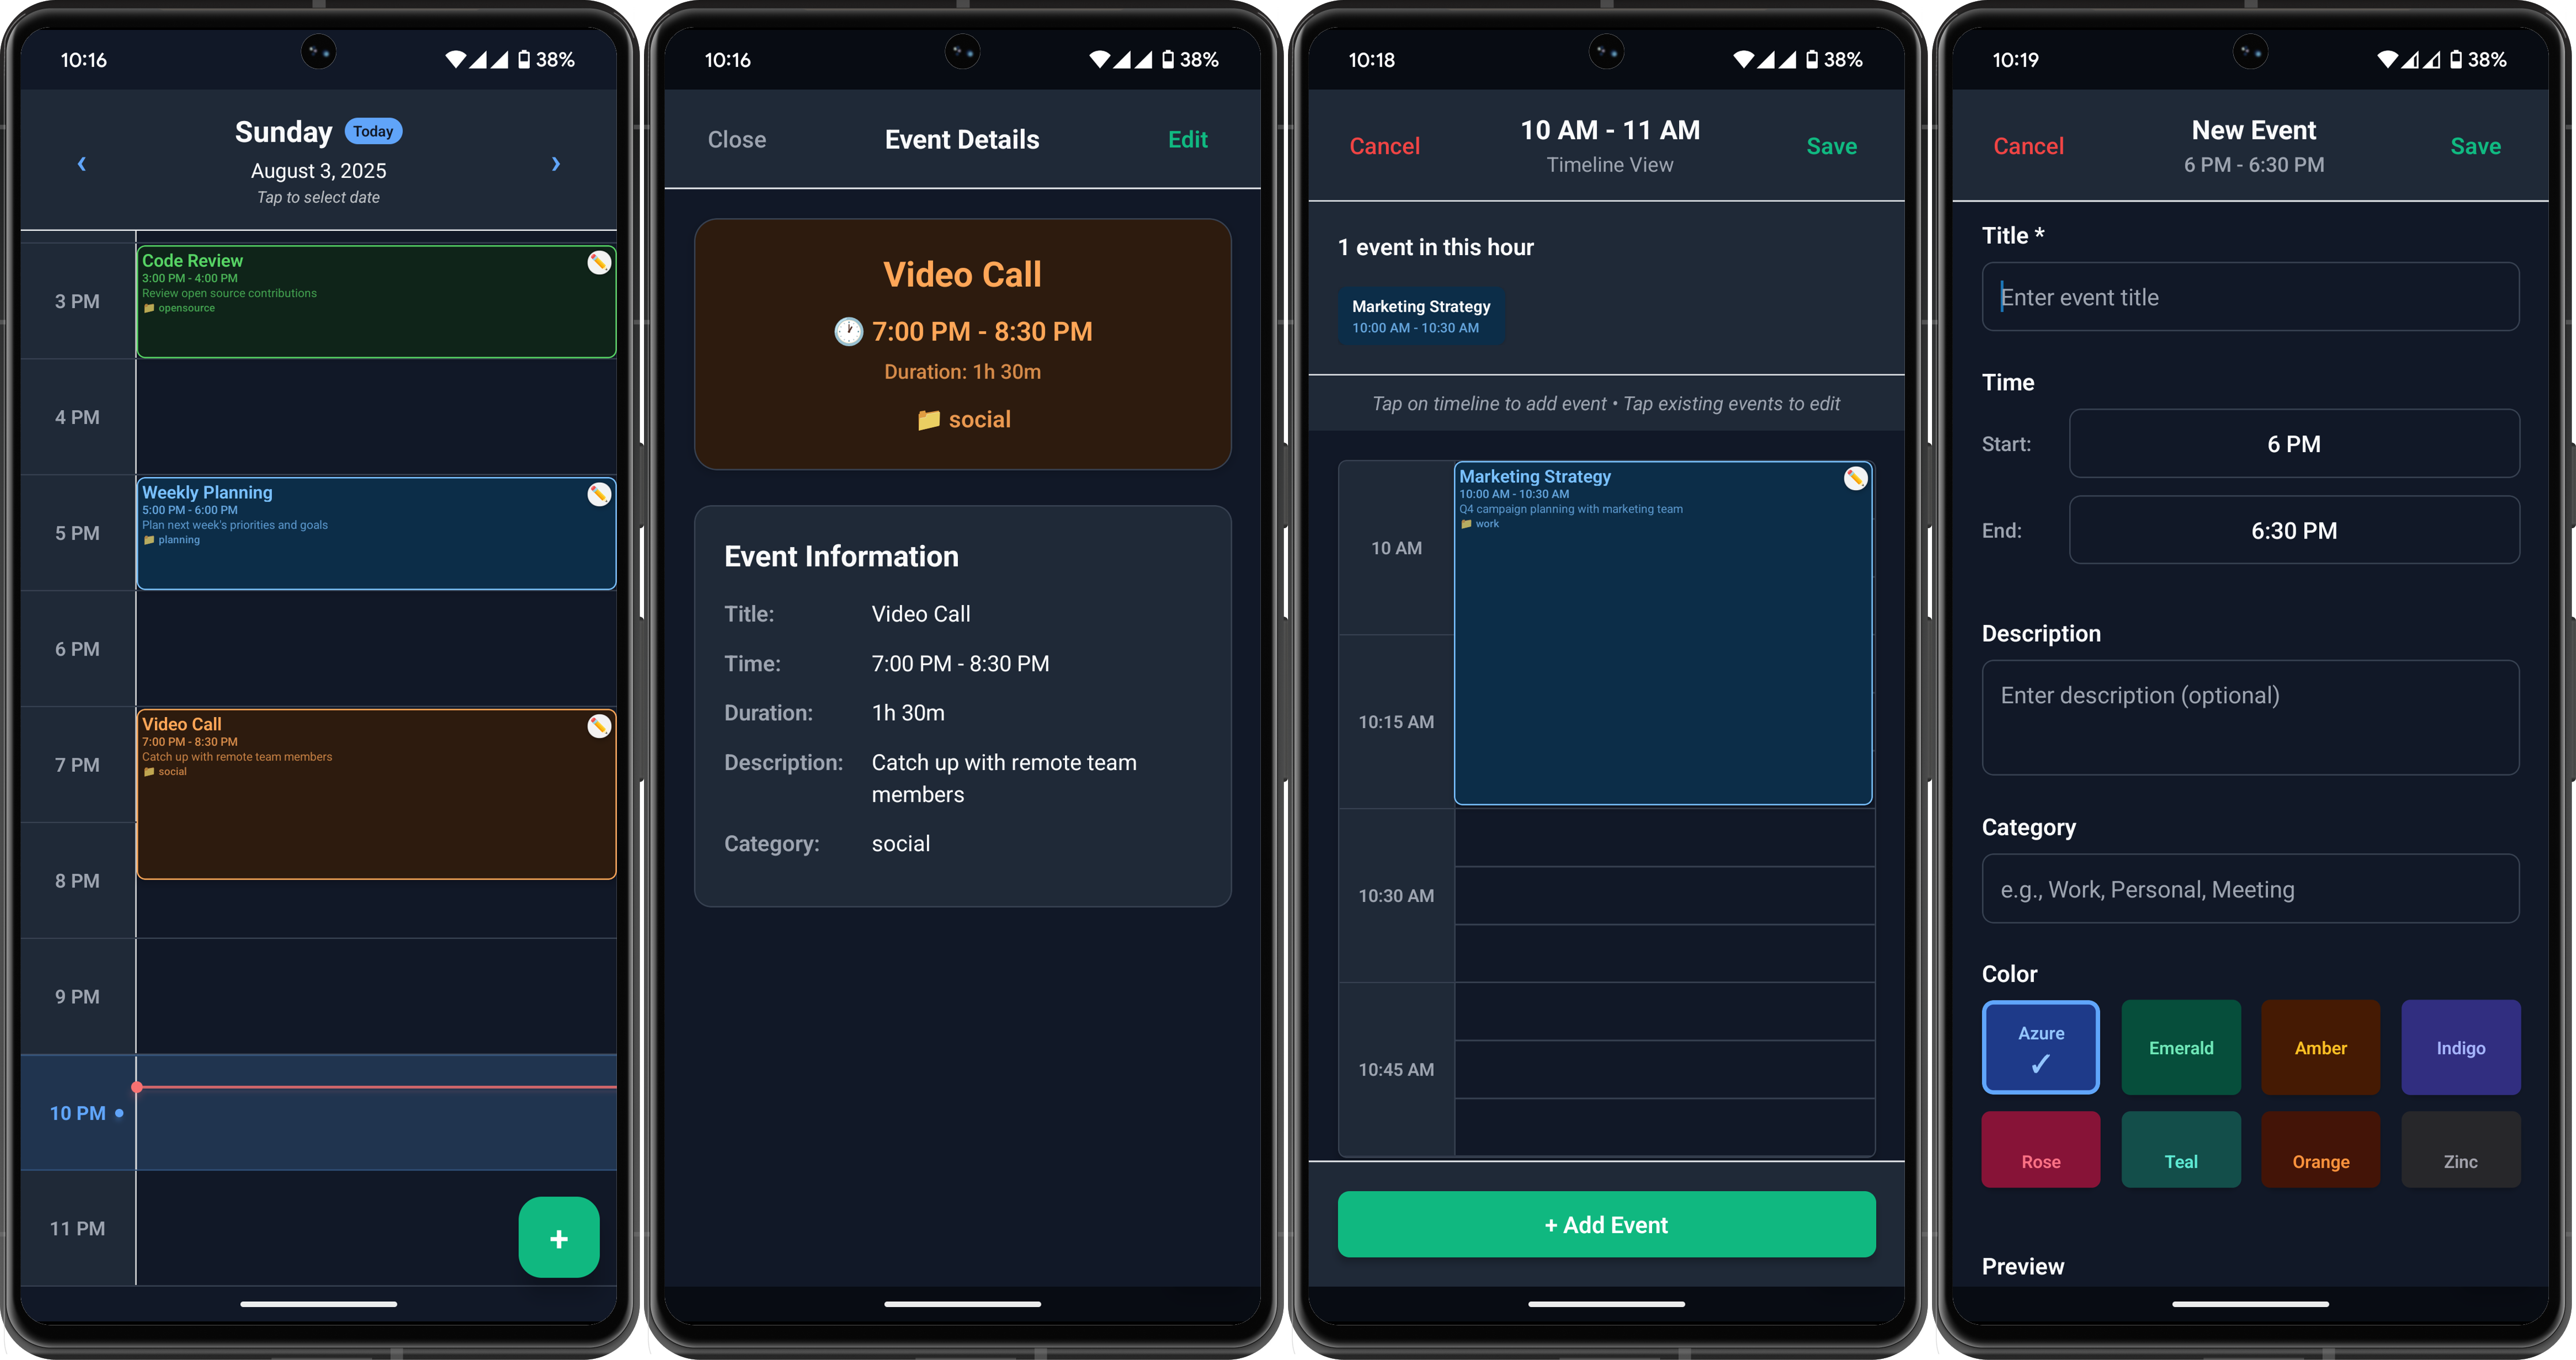 10:16
38%
Sunday Today
August 3, 2025
Tap to select date
‹
›
3 PM
Code Review
3:00 PM - 4:00 PM
Review open source contributions
opensource
4 PM
5 PM
Weekly Planning
5:00 PM - 6:00 PM
Plan next week's priorities and goals
planning
6 PM
7 PM
Video Call
7:00 PM - 8:30 PM
Catch up with remote team members
social
8 PM
9 PM
10 PM
11 PM
+
10:16
38%
Close
Event Details
Edit
Video Call
7:00 PM - 8:30 PM
Duration: 1h 30m
social
Event Information
Title: Video Call
Time: 7:00 PM - 8:30 PM
Duration: 1h 30m
Description: Catch up with remote team
members
Category: social
10:18
38%
Cancel
10 AM - 11 AM
Timeline View
Save
1 event in this hour
Marketing Strategy
10:00 AM - 10:30 AM
Tap on timeline to add event • Tap existing events to edit
10 AM
Marketing Strategy
10:00 AM - 10:30 AM
Q4 campaign planning with marketing team
work
10:15 AM
10:30 AM
10:45 AM
+ Add Event
10:19
38%
Cancel
New Event
6 PM - 6:30 PM
Save
Title *
Enter event title
Time
Start: 6 PM
End: 6:30 PM
Description
Enter description (optional)
Category
e.g., Work, Personal, Meeting
Color
Azure
✓
Emerald
Amber
Indigo
Rose
Teal
Orange
Zinc
Preview